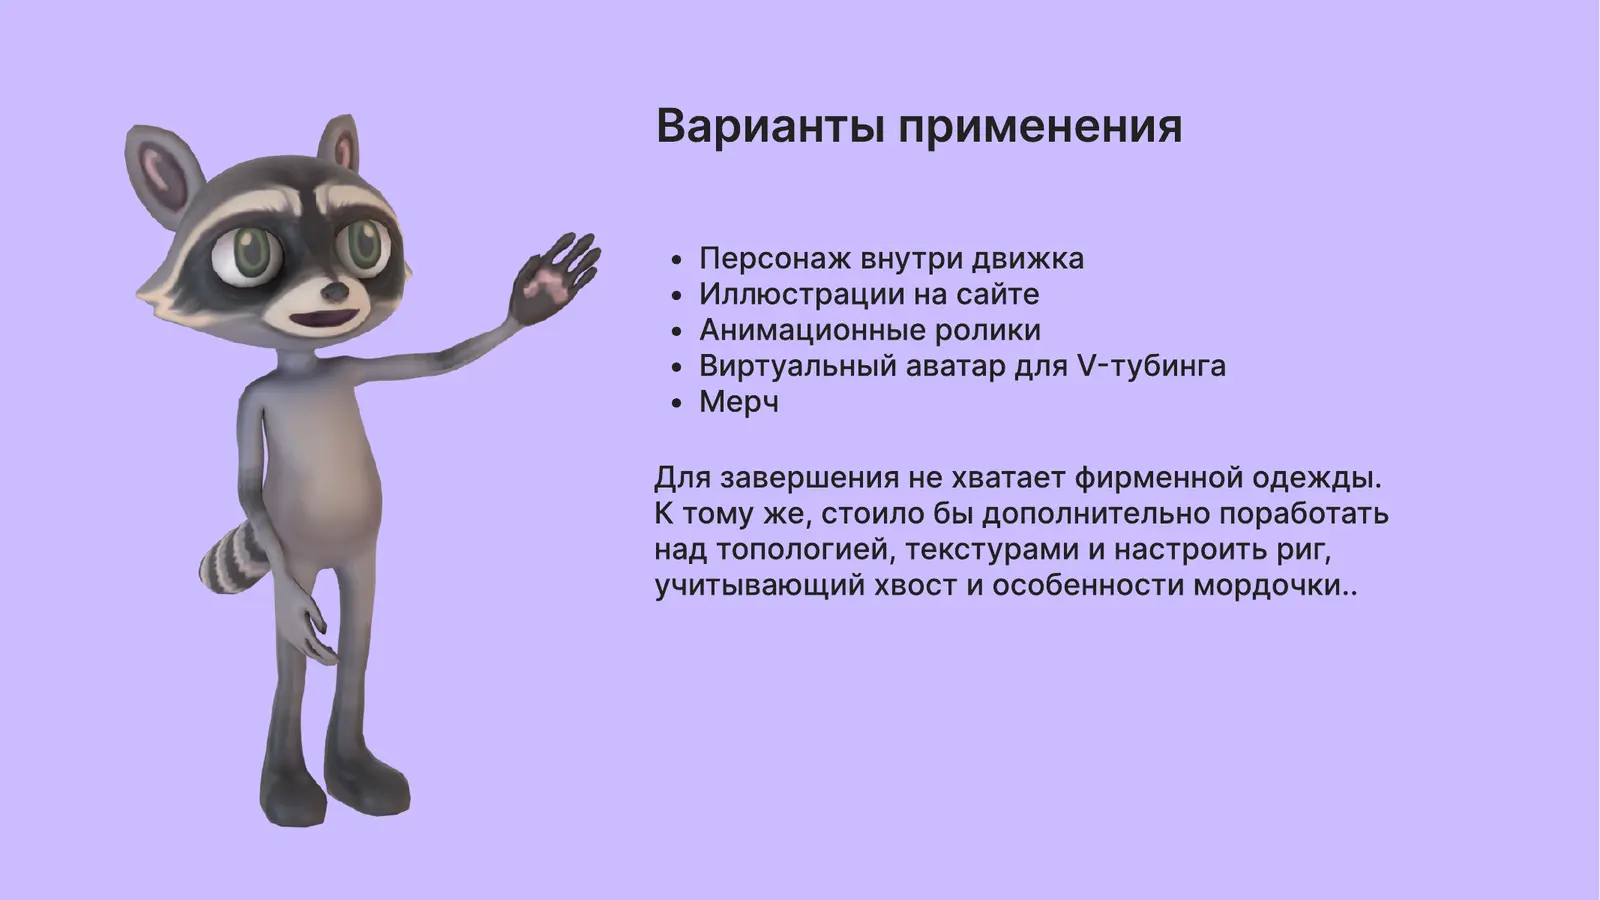 Варианты применения
• Персонаж внутри движка
• Иллюстрации на сайте
• Анимационные ролики
• Виртуальный аватар для V-тубинга
• Мерч
Для завершения не хватает фирменной одежды.
К тому же, стоило бы дополнительно поработать
над топологией, текстурами и настроить риг,
учитывающий хвост и особенности мордочки..